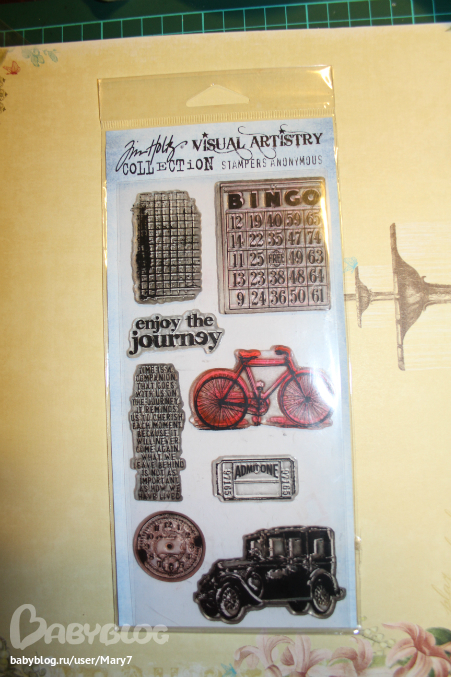 Tim Holtz VISUAL ARTISTRY
COLLECTION STAMPERS ANONYMOUS
BINGO
12 19 40 59 65
14 22 35 47 74
11 25 FREE 49 63
13 23 38 48 64
9 24 36 50 61
enjoy the
journey
TIME IS A
COMPANION
THAT GOES
WITH US ON
THE JOURNEY
IT REMINDS
US TO CHERISH
EACH MOMENT
BECAUSE IT
WILL NEVER
COME AGAIN
WHAT WE
LEAVE BEHIND
IS NOT AS
IMPORTANT
AS HOW WE
HAVE LIVED
97165 ADMIT ONE 97165
BABYBLOG
babyblog.ru/user/Mary7